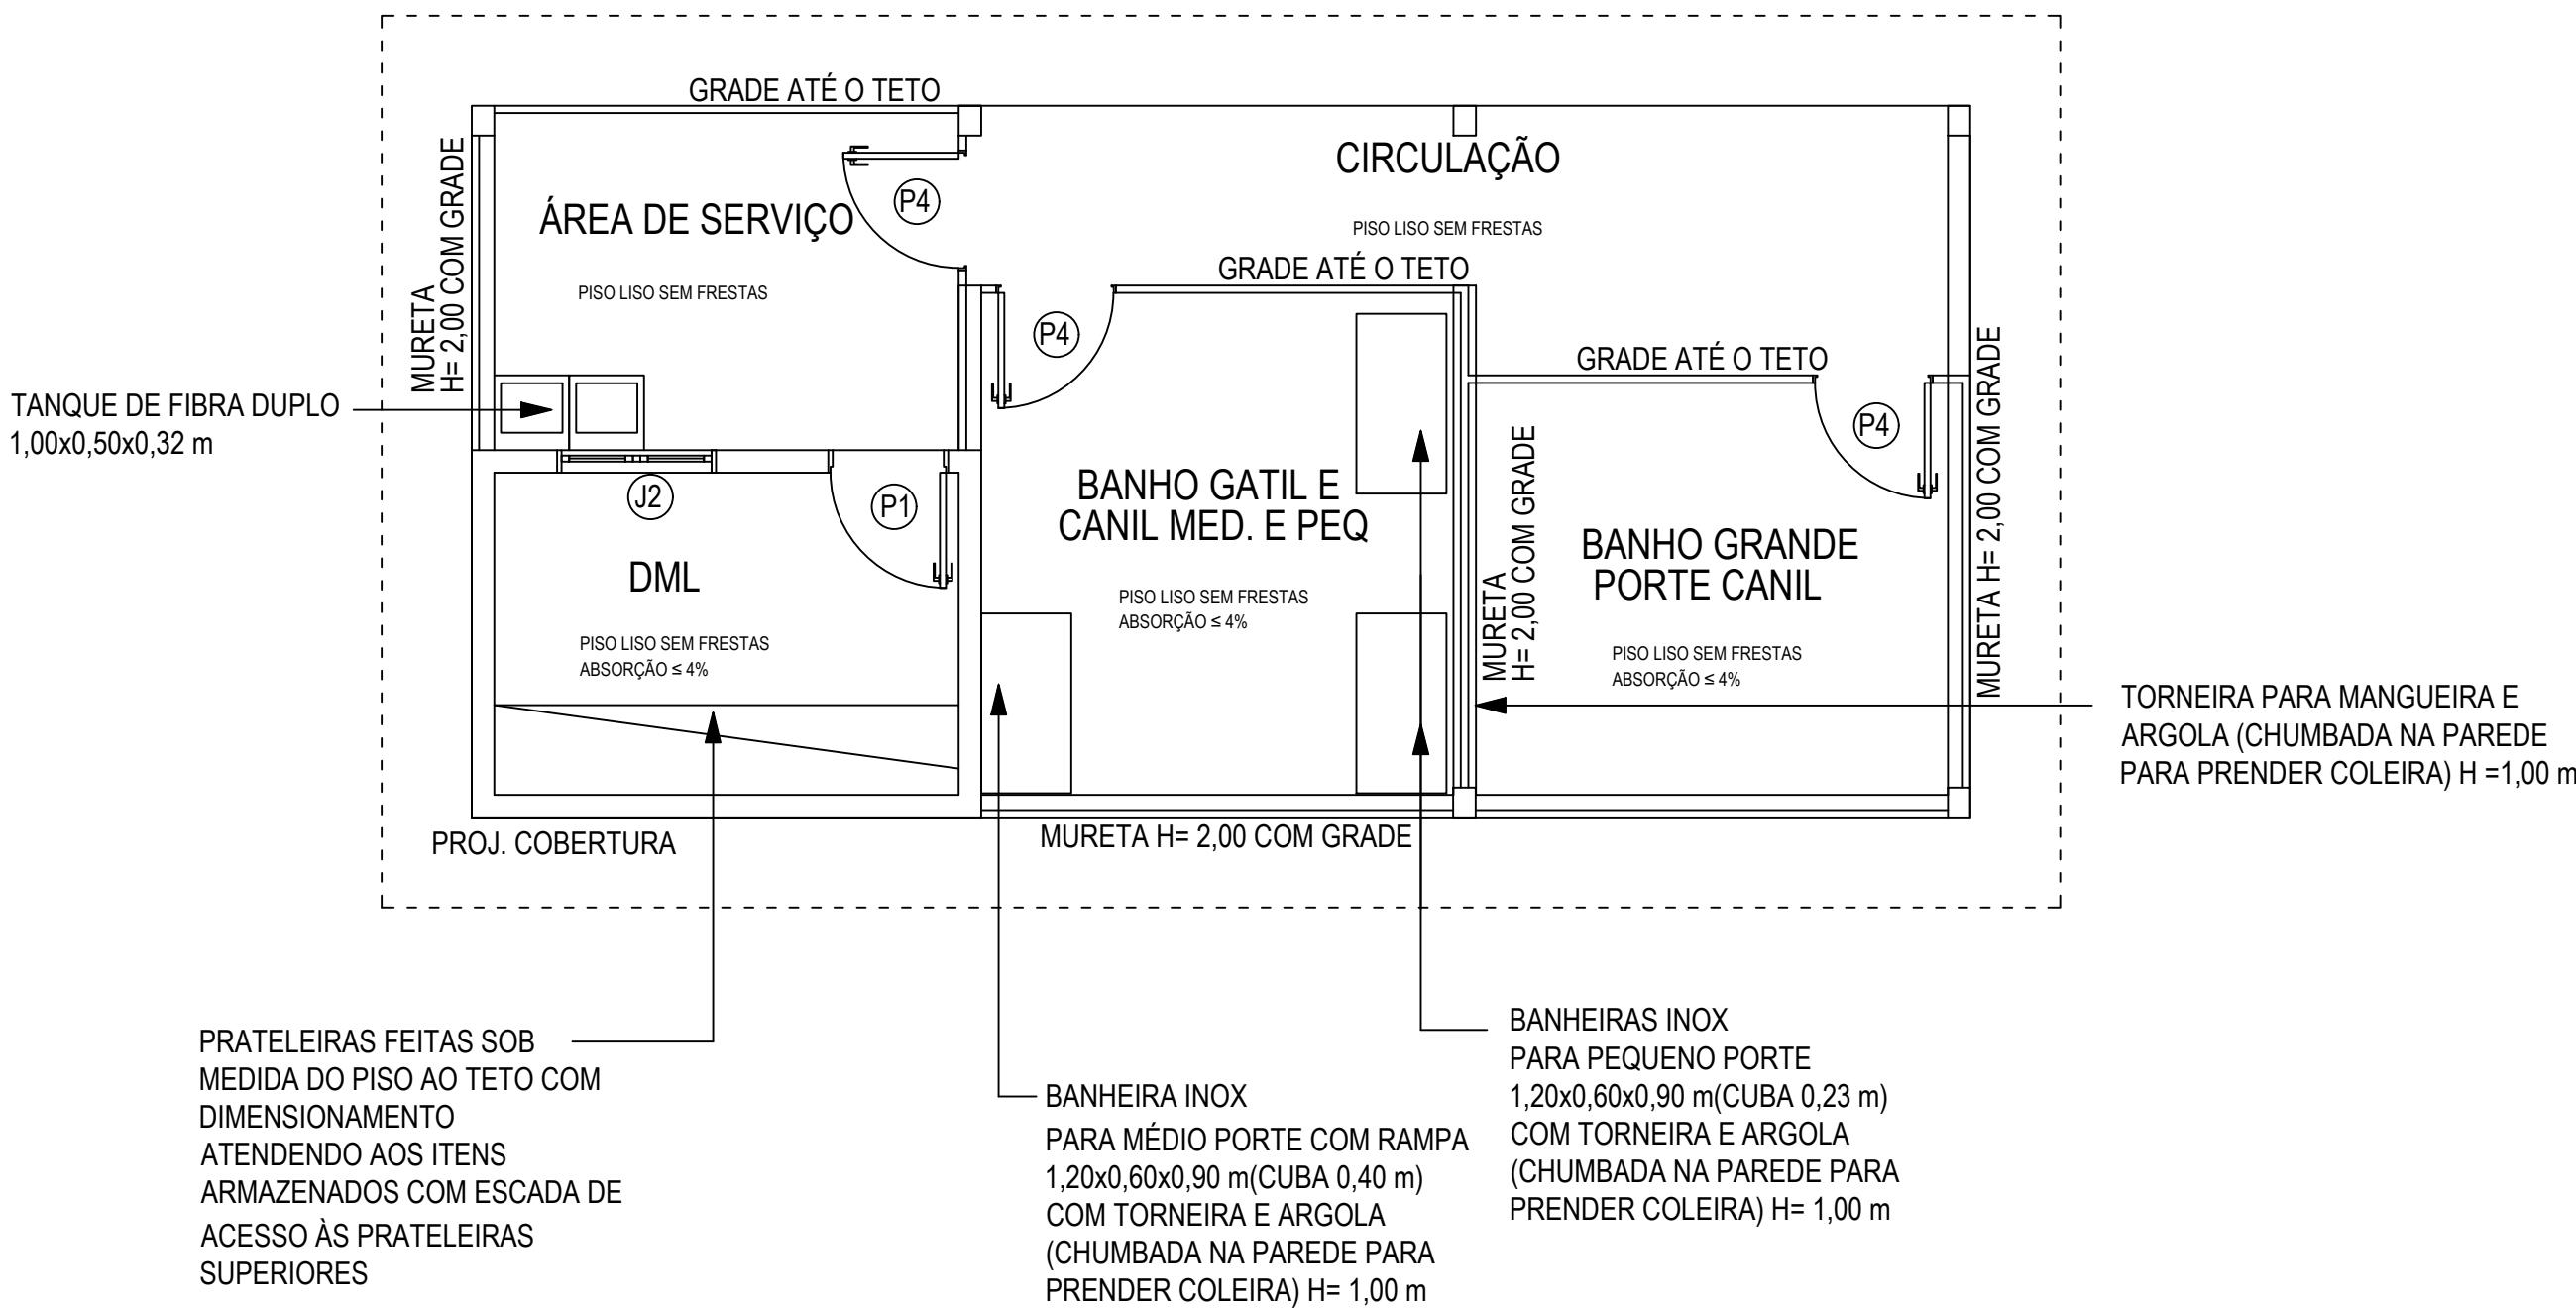 GRADE ATÉ O TETO
CIRCULAÇÃO
PISO LISO SEM FRESTAS
MURETA
H= 2,00 COM GRADE
ÁREA DE SERVIÇO
PISO LISO SEM FRESTAS
P4
GRADE ATÉ O TETO
P4
GRADE ATÉ O TETO
P4
TANQUE DE FIBRA DUPLO
1,00x0,50x0,32 m
J2
P1
DML
PISO LISO SEM FRESTAS
ABSORÇÃO ≤ 4%
BANHO GATIL E
CANIL MED. E PEQ
PISO LISO SEM FRESTAS
ABSORÇÃO ≤ 4%
MURETA
H= 2,00 COM GRADE
BANHO GRANDE
PORTE CANIL
PISO LISO SEM FRESTAS
ABSORÇÃO ≤ 4%
MURETA H= 2,00 COM GRADE
TORNEIRA PARA MANGUEIRA E
ARGOLA (CHUMBADA NA PAREDE
PARA PRENDER COLEIRA) H =1,00 m
PROJ. COBERTURA
MURETA H= 2,00 COM GRADE
PRATELEIRAS FEITAS SOB
MEDIDA DO PISO AO TETO COM
DIMENSIONAMENTO
ATENDENDO AOS ITENS
ARMAZENADOS COM ESCADA DE
ACESSO ÀS PRATELEIRAS
SUPERIORES
BANHEIRA INOX
PARA MÉDIO PORTE COM RAMPA
1,20x0,60x0,90 m(CUBA 0,40 m)
COM TORNEIRA E ARGOLA
(CHUMBADA NA PAREDE PARA
PRENDER COLEIRA) H= 1,00 m
BANHEIRAS INOX
PARA PEQUENO PORTE
1,20x0,60x0,90 m(CUBA 0,23 m)
COM TORNEIRA E ARGOLA
(CHUMBADA NA PAREDE PARA
PRENDER COLEIRA) H= 1,00 m